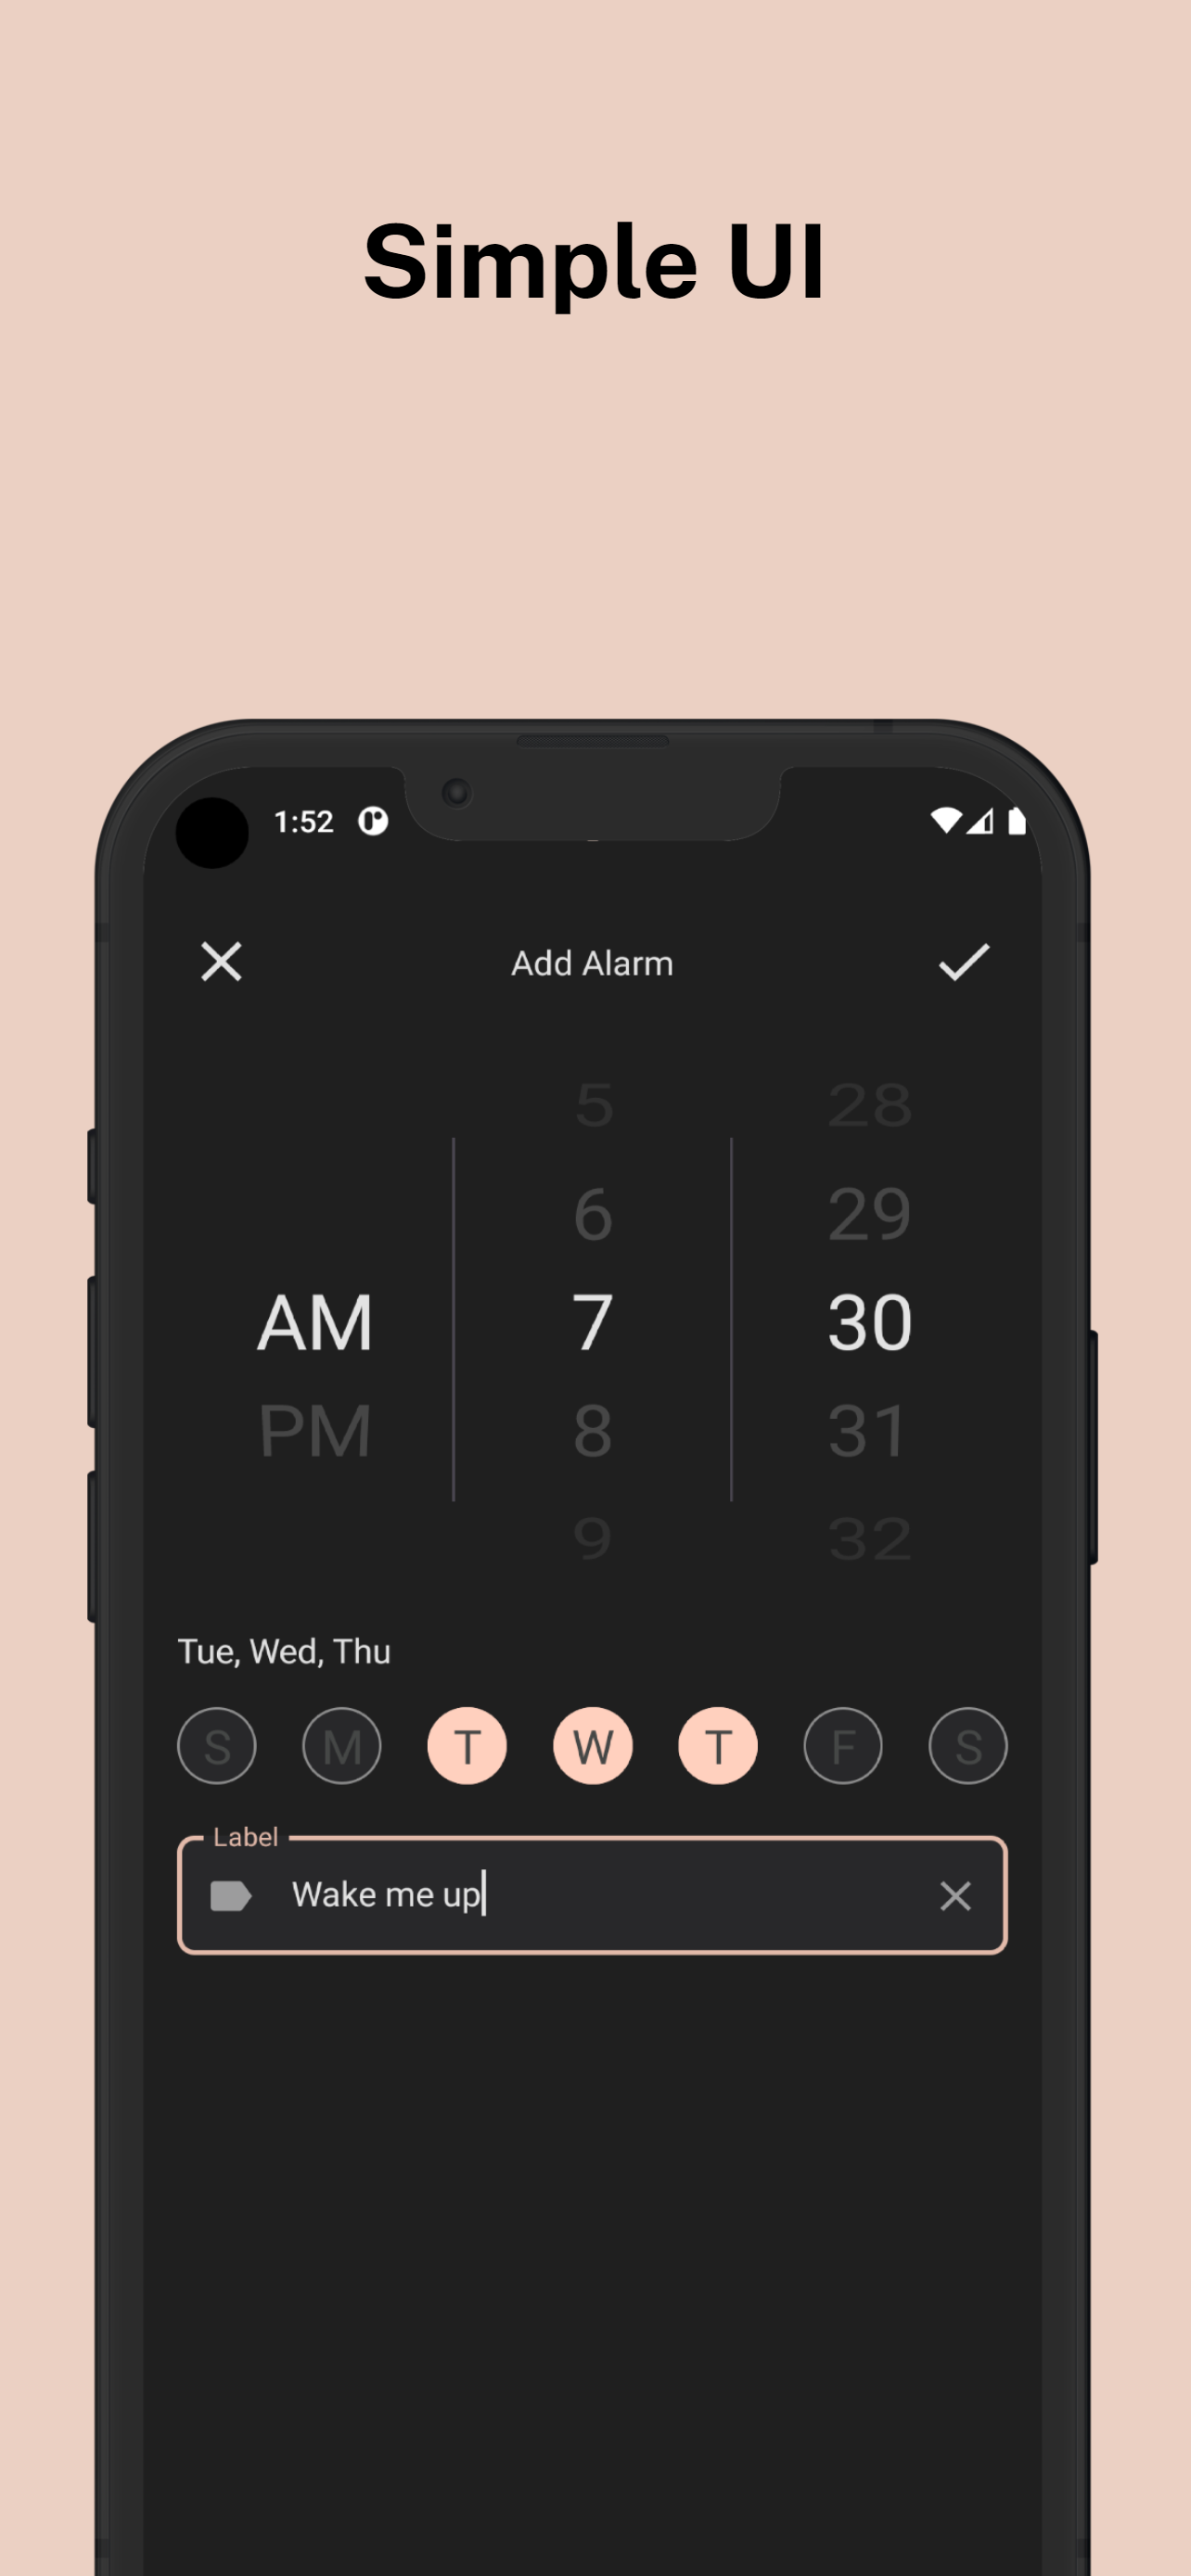 Simple UI
1:52
Add Alarm
5 28
6 29
AM 7 30
PM 8 31
9 32
Tue, Wed, Thu
S M T W T F S
Label
Wake me up